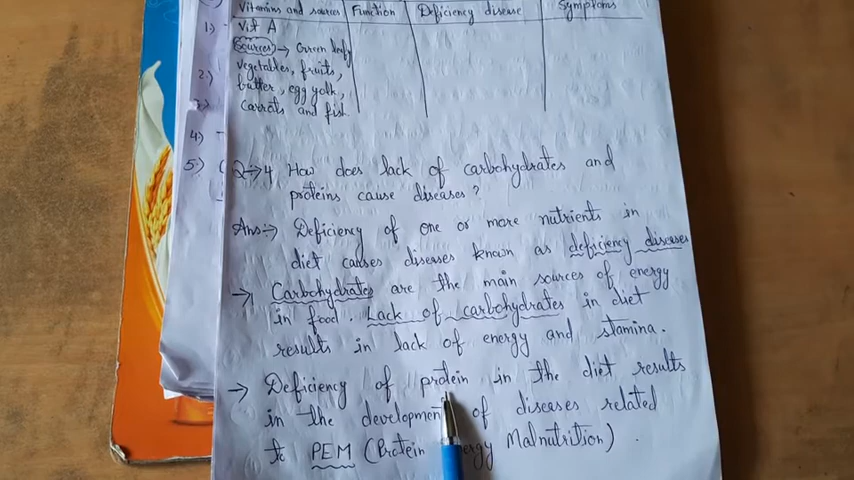 Vitamins and sources Function Deficiency disease Symptoms
1) Vit A
Sources → Green leafy
vegetables, fruits,
2.) butter, egg yolk,
carrots and fish.
4)
5.)
Q→4 How does lack of carbohydrates and
proteins cause diseases?
Ans:→ Deficiency of one or more nutrients in
diet causes diseases known as deficiency diseases
→ Carbohydrates are the main sources of energy
in food. Lack of carbohydrates in diet
results in lack of energy and stamina.
→ Deficiency of protein in the diet results
in the development of diseases related
to PEM (Protein Energy Malnutrition).